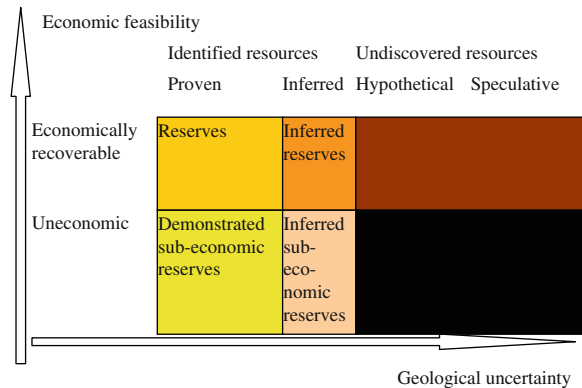 Economic feasibility
Identified resources Undiscovered resources
Proven Inferred Hypothetical Speculative
Economically
recoverable
Reserves
Inferred
reserves
Uneconomic
Demonstrated
sub-economic
reserves
Inferred
sub-
eco-
nomic
reserves
Geological uncertainty